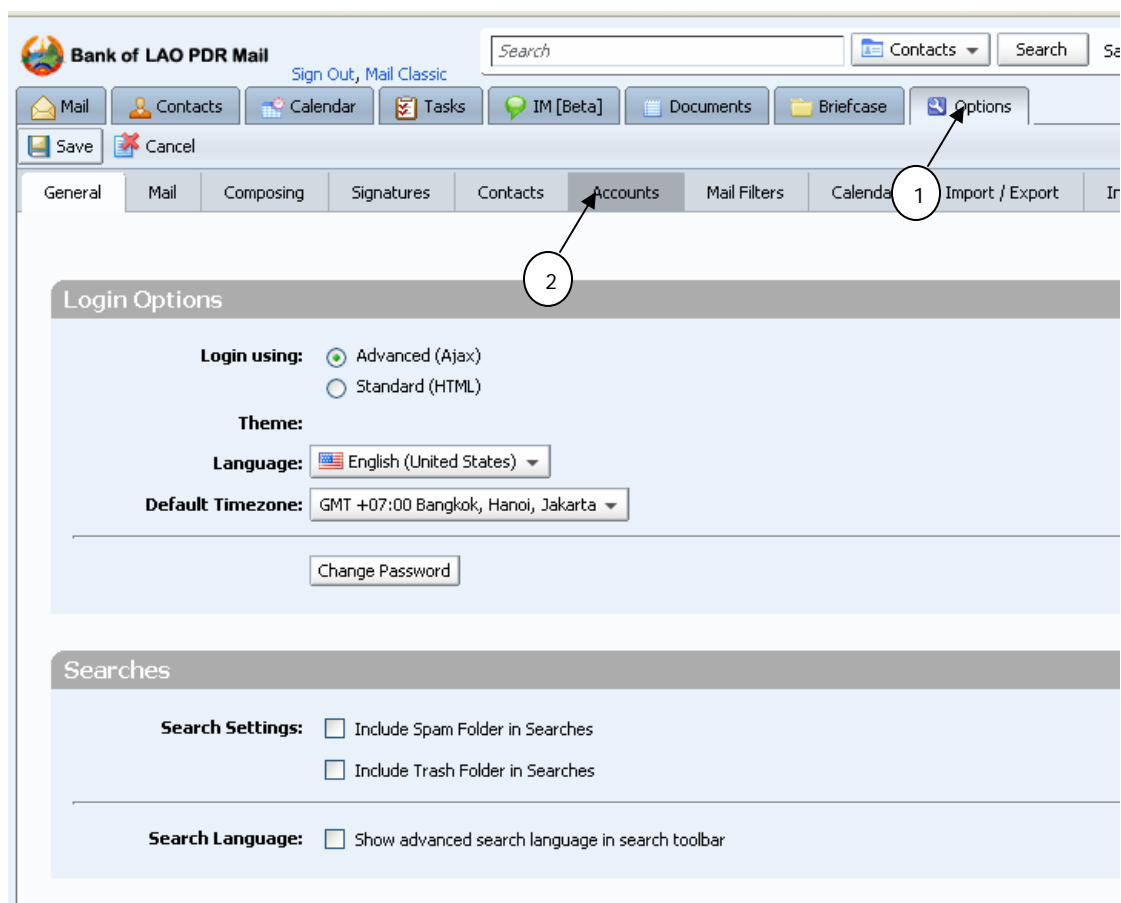 Bank of LAO PDR Mail
Sign Out, Mail Classic
Search
Contacts
Search
Sa
Mail Contacts Calendar Tasks IM [Beta] Documents Briefcase Options
Save Cancel
General Mail Composing Signatures Contacts Accounts Mail Filters Calenda 1 Import / Export
2
Login Options
Login using: Advanced (Ajax)
Standard (HTML)
Theme:
Language: English (United States)
Default Timezone: GMT +07:00 Bangkok, Hanoi, Jakarta
Change Password
Searches
Search Settings: Include Spam Folder in Searches
Include Trash Folder in Searches
Search Language: Show advanced search language in search toolbar